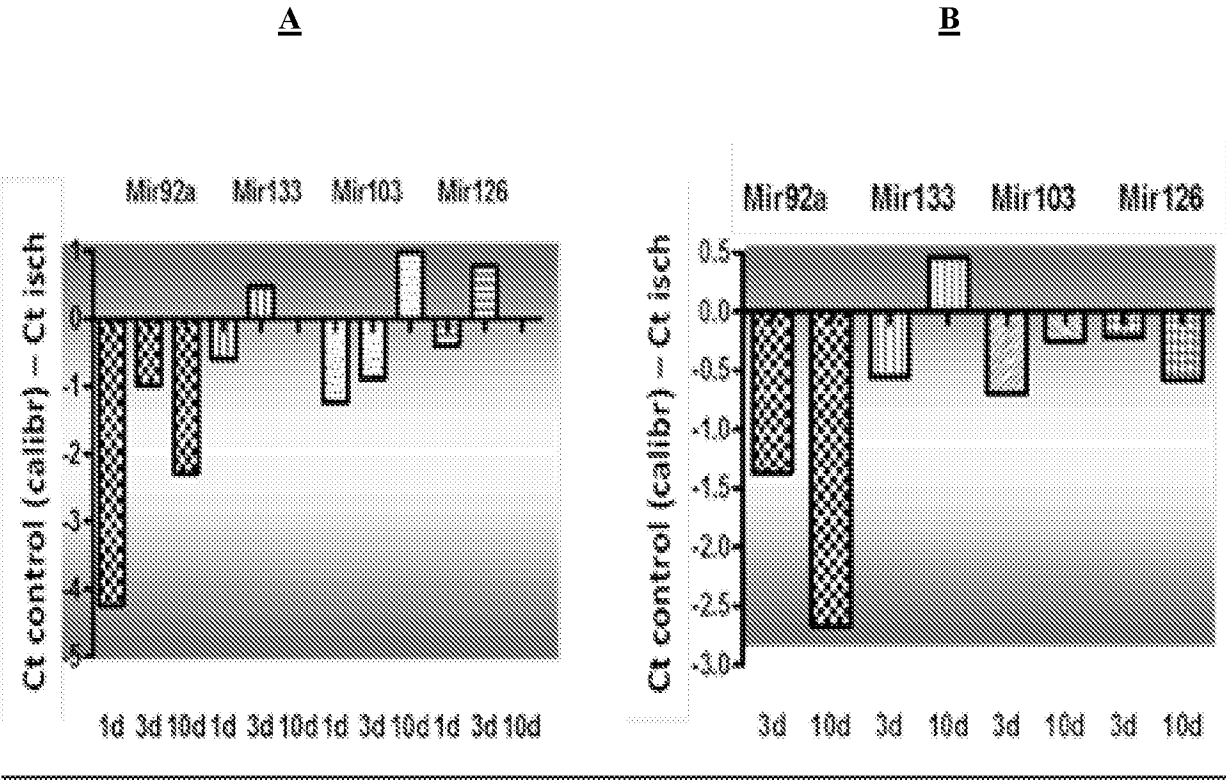 A
B
Mir92a Mir133 Mir103 Mir126
Ct control (calibr) – Ct isch
1
0
-1
-2
-3
-4
-5
1d 3d 10d 1d 3d 10d 1d 3d 10d 1d 3d 10d
Mir92a Mir133 Mir103 Mir126
Ct control (calibr) – Ct isch
0.5
0.0
-0.5
-1.0
-1.5
-2.0
-2.5
-3.0
3d 10d 3d 10d 3d 10d 3d 10d